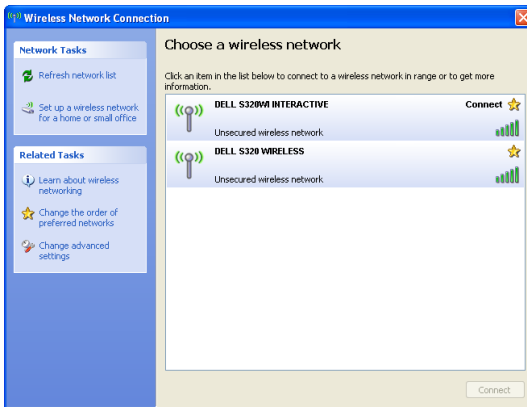 Wireless Network Connection
Network Tasks
Refresh network list
Set up a wireless network
for a home or small office
Related Tasks
Learn about wireless
networking
Change the order of
preferred networks
Change advanced
settings
Choose a wireless network
Click an item in the list below to connect to a wireless network in range or to get more
information.
DELL S320WI INTERACTIVE Connect
Unsecured wireless network
DELL S320 WIRELESS
Unsecured wireless network
Connect